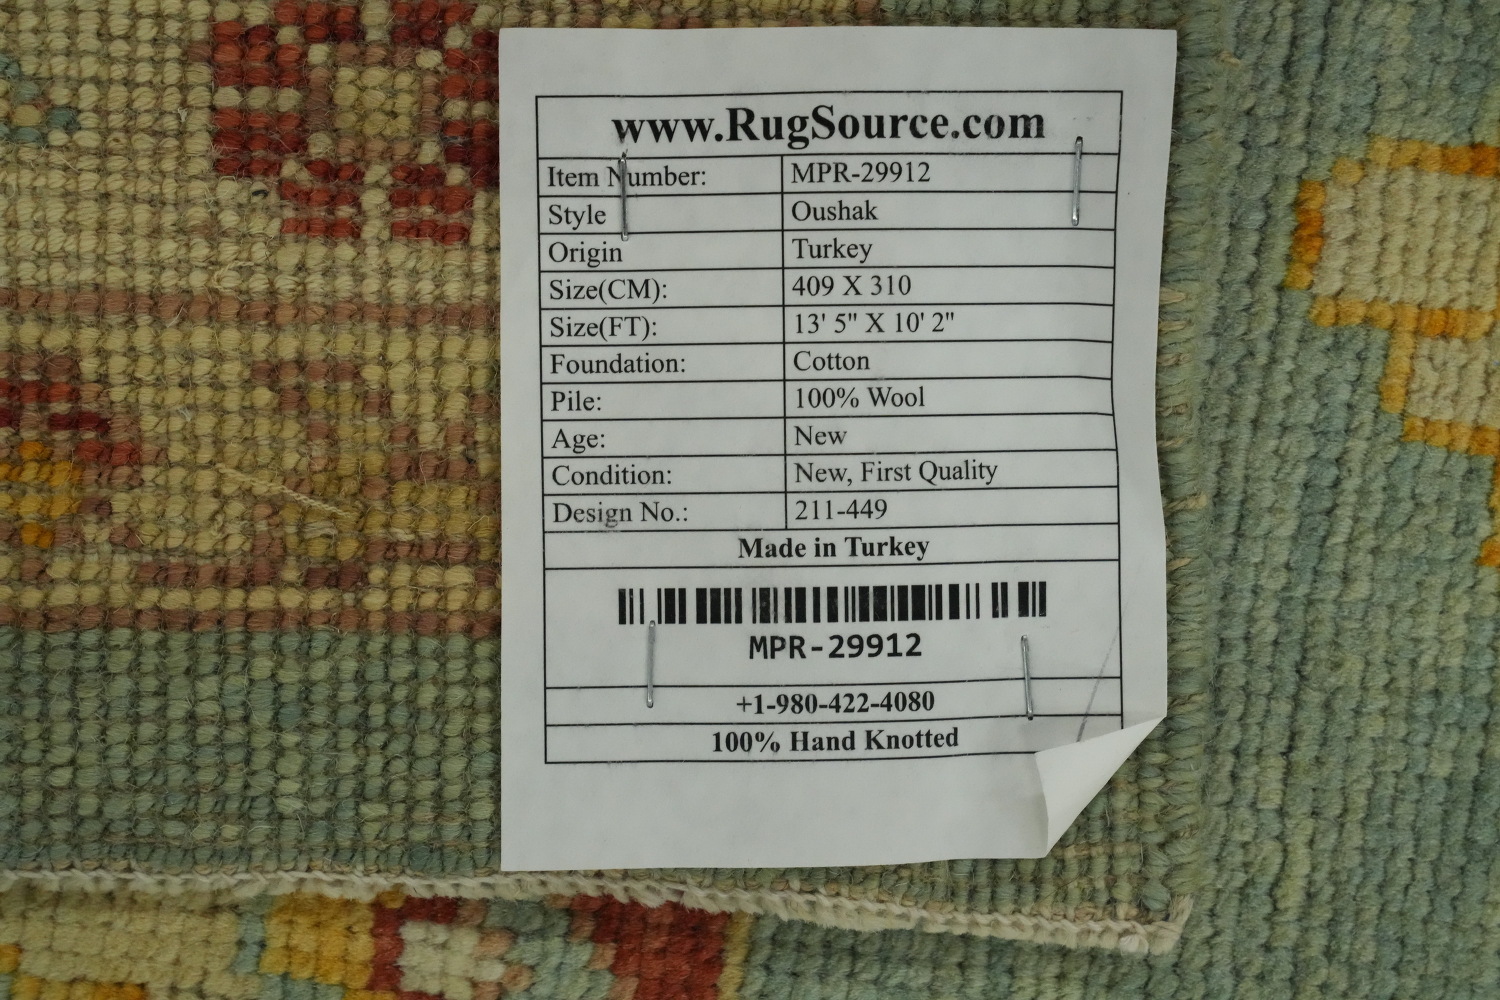 www.RugSource.com
Item Number: MPR-29912
Style Oushak
Origin Turkey
Size(CM): 409 X 310
Size(FT): 13' 5" X 10' 2"
Foundation: Cotton
Pile: 100% Wool
Age: New
Condition: New, First Quality
Design No.: 211-449
Made in Turkey
MPR-29912
+1-980-422-4080
100% Hand Knotted